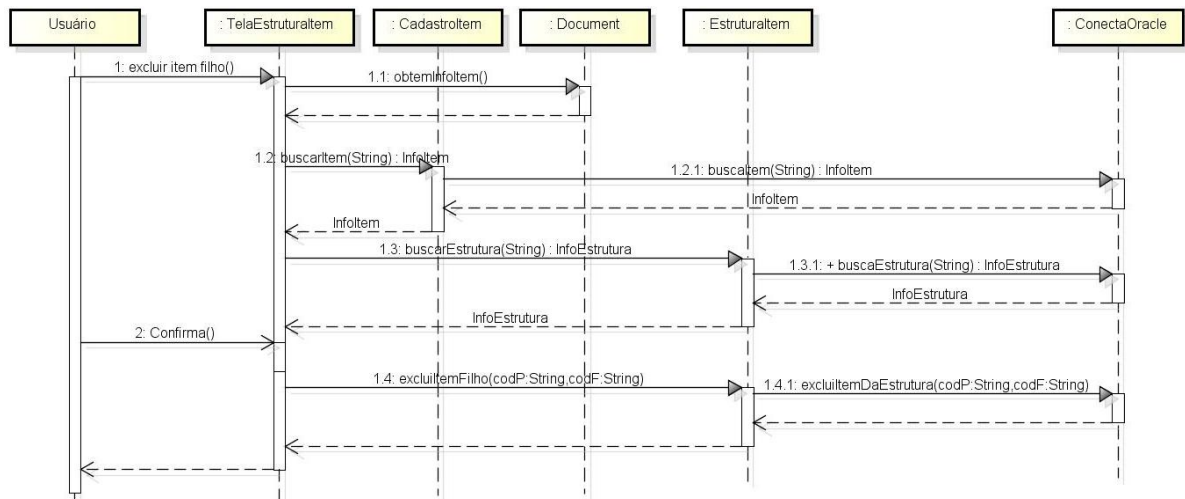 Usuário
: TelaEstruturaItem
: CadastroItem
: Document
: EstruturaItem
: ConectaOracle
1: excluir item filho()
1.1: obtemInfoItem()
1.2: buscarItem(String) : InfoItem
1.2.1: buscaItem(String) : InfoItem
InfoItem
InfoItem
1.3: buscarEstrutura(String) : InfoEstrutura
1.3.1: + buscaEstrutura(String) : InfoEstrutura
InfoEstrutura
InfoEstrutura
2: Confirma()
1.4: excluiItemFilho(codP:String,codF:String)
1.4.1: excluiItemDaEstrutura(codP:String,codF:String)